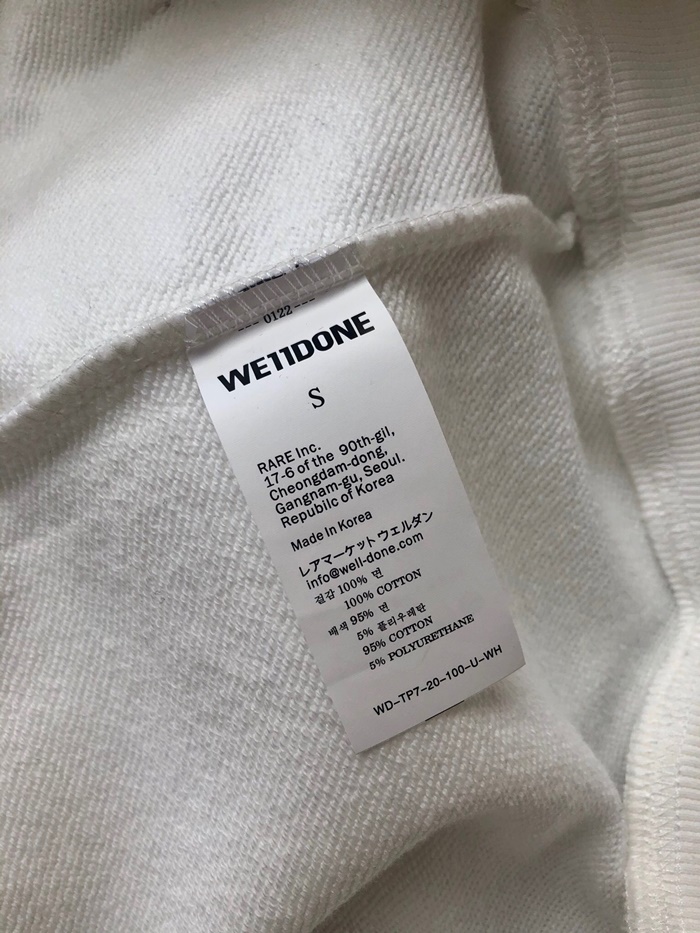 --- 0122 ---
WE11DONE
S
RARE Inc.
17-6 of the 90th-gil,
Cheongdam-dong,
Gangnam-gu, Seoul.
Republic of Korea
Made In Korea
レアマーケットウェルダン
info@well-done.com
겉감 100% 면
100% COTTON
배색 95% 면
5% 폴리우레탄
95% COTTON
5% POLYURETHANE
WD-TP7-20-100-U-WH